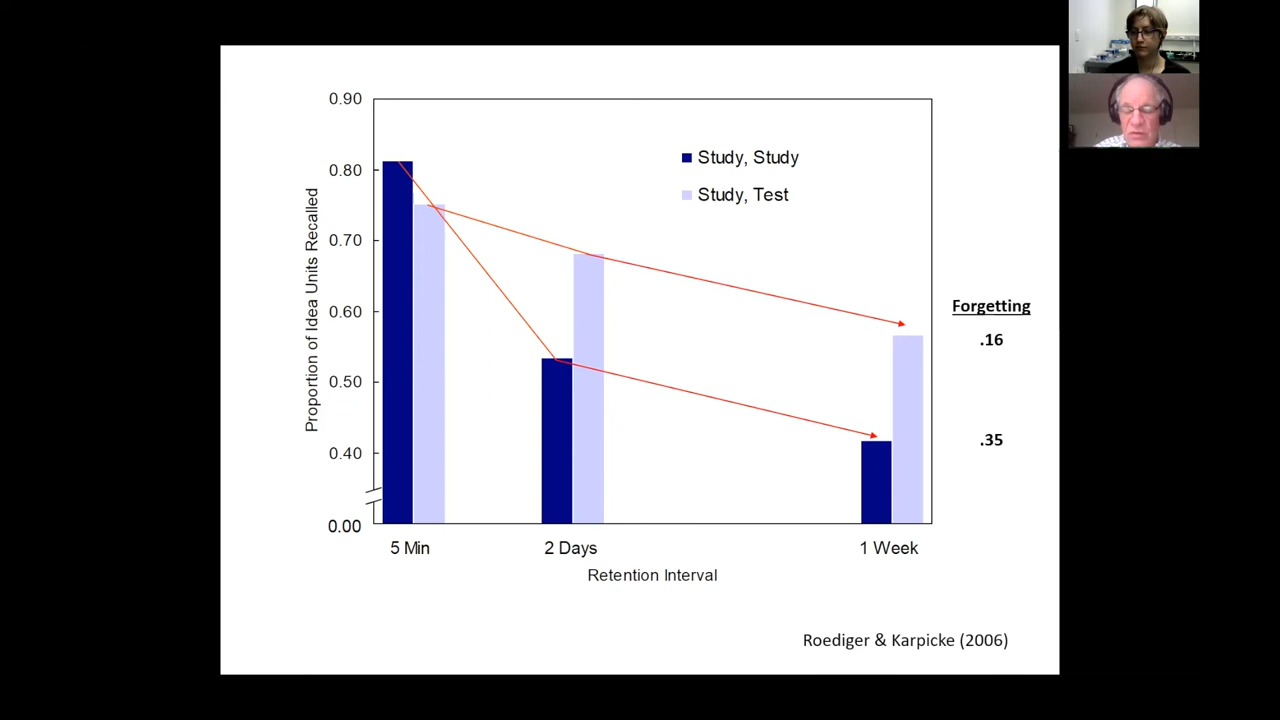 0.90
0.80
0.70
0.60
0.50
0.40
0.00
Proportion of Idea Units Recalled
Study, Study
Study, Test
5 Min
2 Days
1 Week
Retention Interval
Forgetting
.16
.35
Roediger & Karpicke (2006)